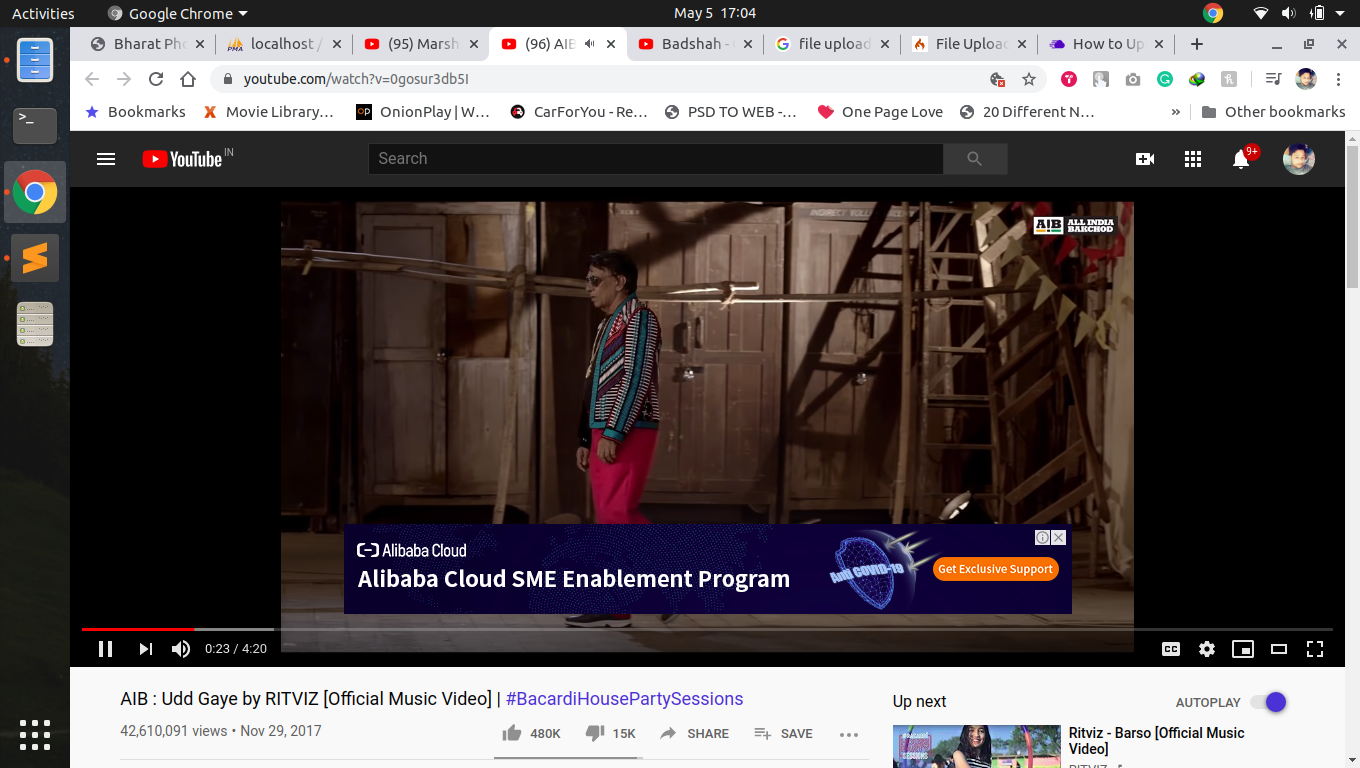 Activities
Google Chrome
May 5 17:04
Bharat Pho
localhost /
(95) Marsh
(96) AIB
Badshah -
file upload
File Uploac
How to Up
youtube.com/watch?v=0gosur3db5I
Bookmarks
Movie Library…
OnionPlay | W…
CarForYou - Re…
PSD TO WEB -…
One Page Love
20 Different N…
»
Other bookmarks
YouTube IN
Search
9+
AIB ALL INDIA
BAKCHOD
Alibaba Cloud
Alibaba Cloud SME Enablement Program
Anti COVID-19
Get Exclusive Support
0:23 / 4:20
CC
AIB : Udd Gaye by RITVIZ [Official Music Video] | #BacardiHousePartySessions
42,610,091 views • Nov 29, 2017
480K
15K
SHARE
SAVE
Up next
AUTOPLAY
Ritviz - Barso [Official Music
Video]
RITVIZ